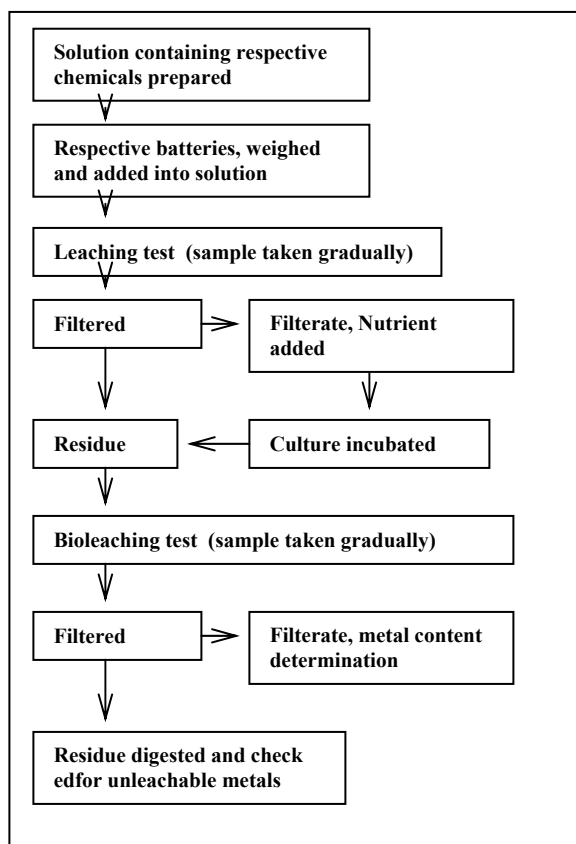 Solution containing respective
chemicals prepared
Respective batteries, weighed
and added into solution
Leaching test  (sample taken gradually)
Filtered
Filterate, Nutrient
added
Residue
Culture incubated
Bioleaching test  (sample taken gradually)
Filtered
Filterate, metal content
determination
Residue digested and check
edfor unleachable metals